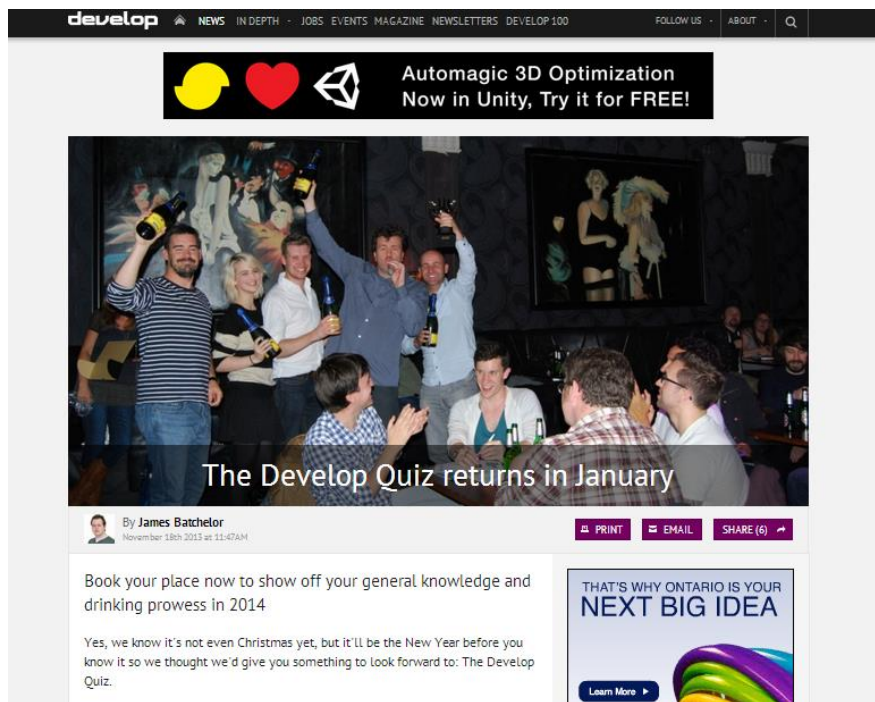 develop NEWS IN DEPTH JOBS EVENTS MAGAZINE NEWSLETTERS DEVELOP 100 FOLLOW US ABOUT
Automagic 3D Optimization
Now in Unity, Try it for FREE!
The Develop Quiz returns in January
By James Batchelor
November 18th 2013 at 11:47AM
PRINT EMAIL SHARE (6)
Book your place now to show off your general knowledge and
drinking prowess in 2014
Yes, we know it's not even Christmas yet, but it'll be the New Year before you
know it so we thought we'd give you something to look forward to: The Develop
Quiz.
THAT'S WHY ONTARIO IS YOUR
NEXT BIG IDEA
Learn More